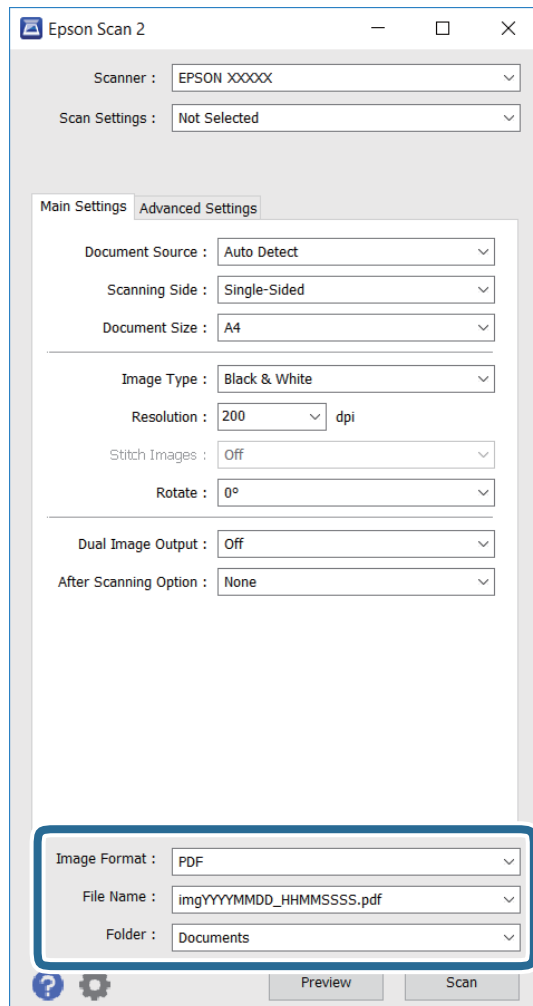 Epson Scan 2
Scanner : EPSON XXXXX
Scan Settings : Not Selected
Main Settings Advanced Settings
Document Source : Auto Detect
Scanning Side : Single-Sided
Document Size : A4
Image Type : Black & White
Resolution : 200 dpi
Stitch Images : Off
Rotate : 0°
Dual Image Output : Off
After Scanning Option : None
Image Format : PDF
File Name : imgYYYYMMDD_HHMMSSSS.pdf
Folder : Documents
? Preview Scan